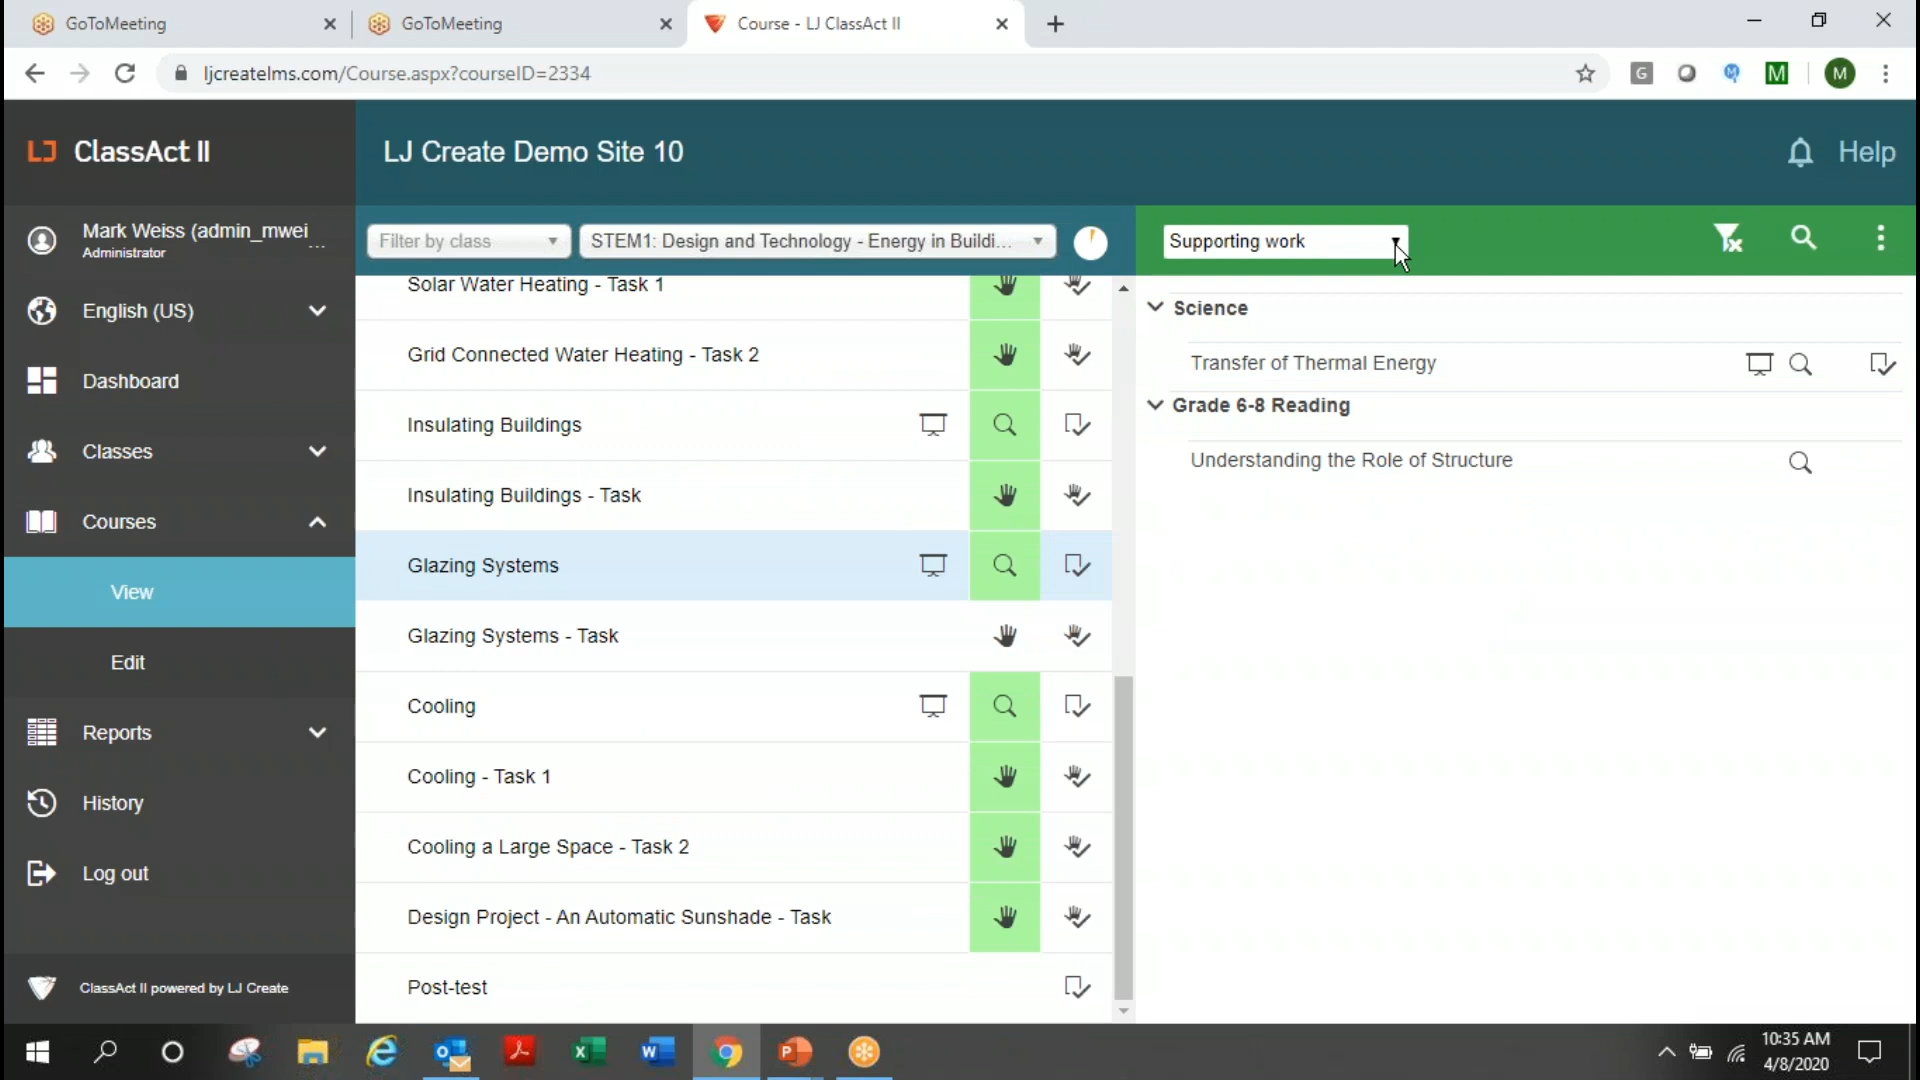 GoToMeeting
GoToMeeting
Course - LJ ClassAct II
ljcreatelms.com/Course.aspx?courseID=2334
G
M
M
M
LJ ClassAct II
LJ Create Demo Site 10
Help
Mark Weiss (admin_mwei...
Administrator
English (US)
Dashboard
Classes
Courses
View
Edit
Reports
History
Log out
ClassAct II powered by LJ Create
Filter by class
STEM1: Design and Technology - Energy in Buildi...
Solar Water Heating - Task 1
Grid Connected Water Heating - Task 2
Insulating Buildings
Insulating Buildings - Task
Glazing Systems
Glazing Systems - Task
Cooling
Cooling - Task 1
Cooling a Large Space - Task 2
Design Project - An Automatic Sunshade - Task
Post-test
Supporting work
Science
Transfer of Thermal Energy
Grade 6-8 Reading
Understanding the Role of Structure
10:35 AM
4/8/2020